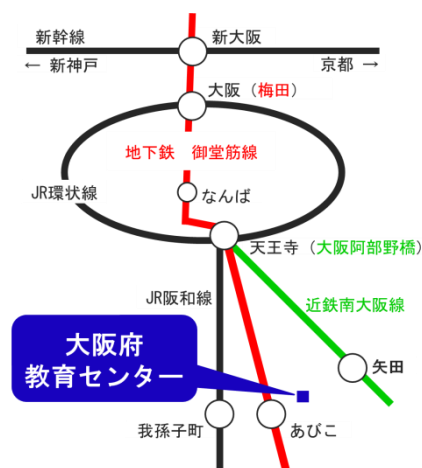 新幹線
新大阪
← 新神戸
京都 →
大阪（梅田）
地下鉄　御堂筋線
JR環状線
なんば
天王寺（大阪阿部野橋）
JR阪和線
近鉄南大阪線
大阪府
教育センター
矢田
我孫子町
あびこ